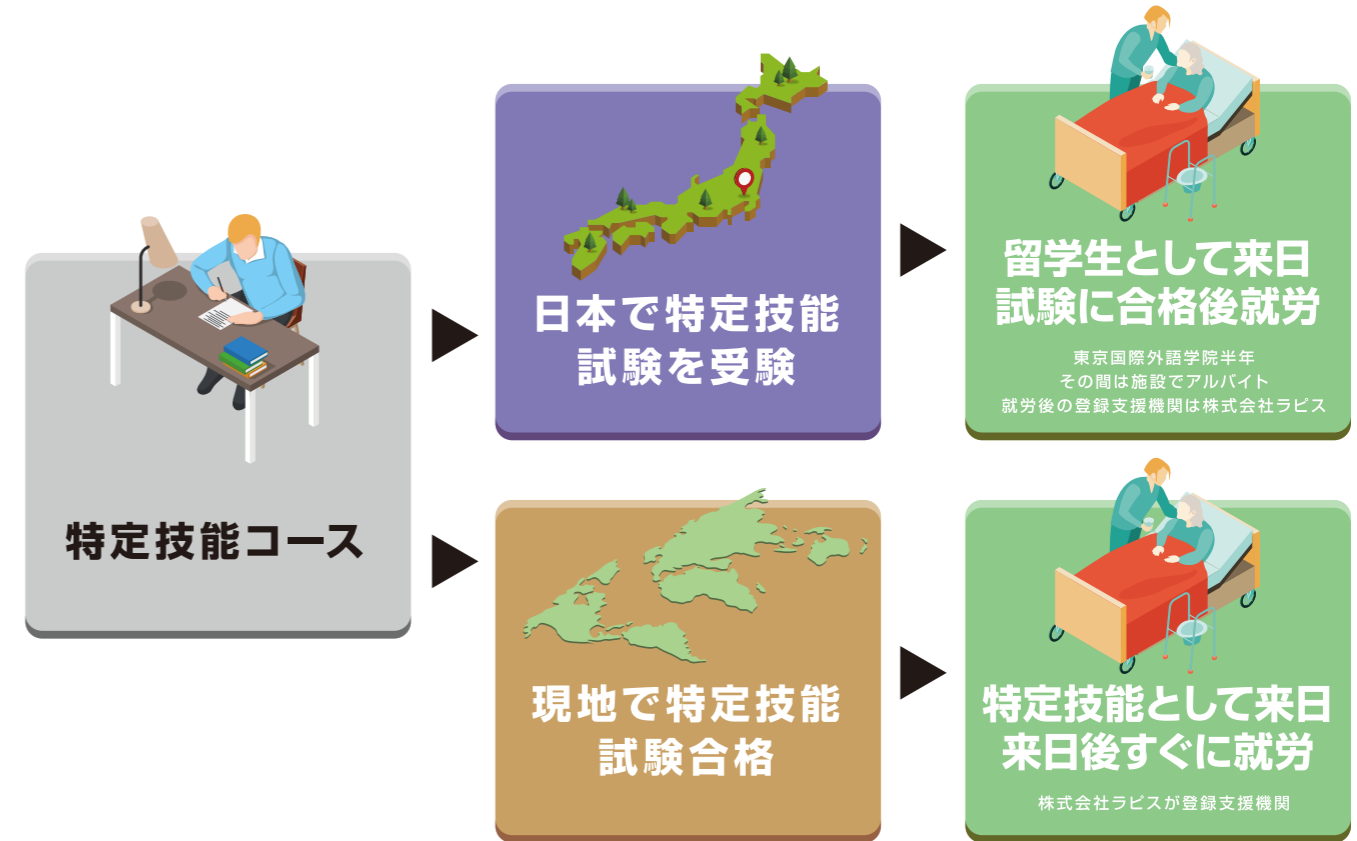 特定技能コース
日本で特定技能
試験を受験
留学生として来日
試験に合格後就労
東京国際外語学院半年
その間は施設でアルバイト
就労後の登録支援機関は株式会社ラビス
現地で特定技能
試験合格
特定技能として来日
来日後すぐに就労
株式会社ラビスが登録支援機関